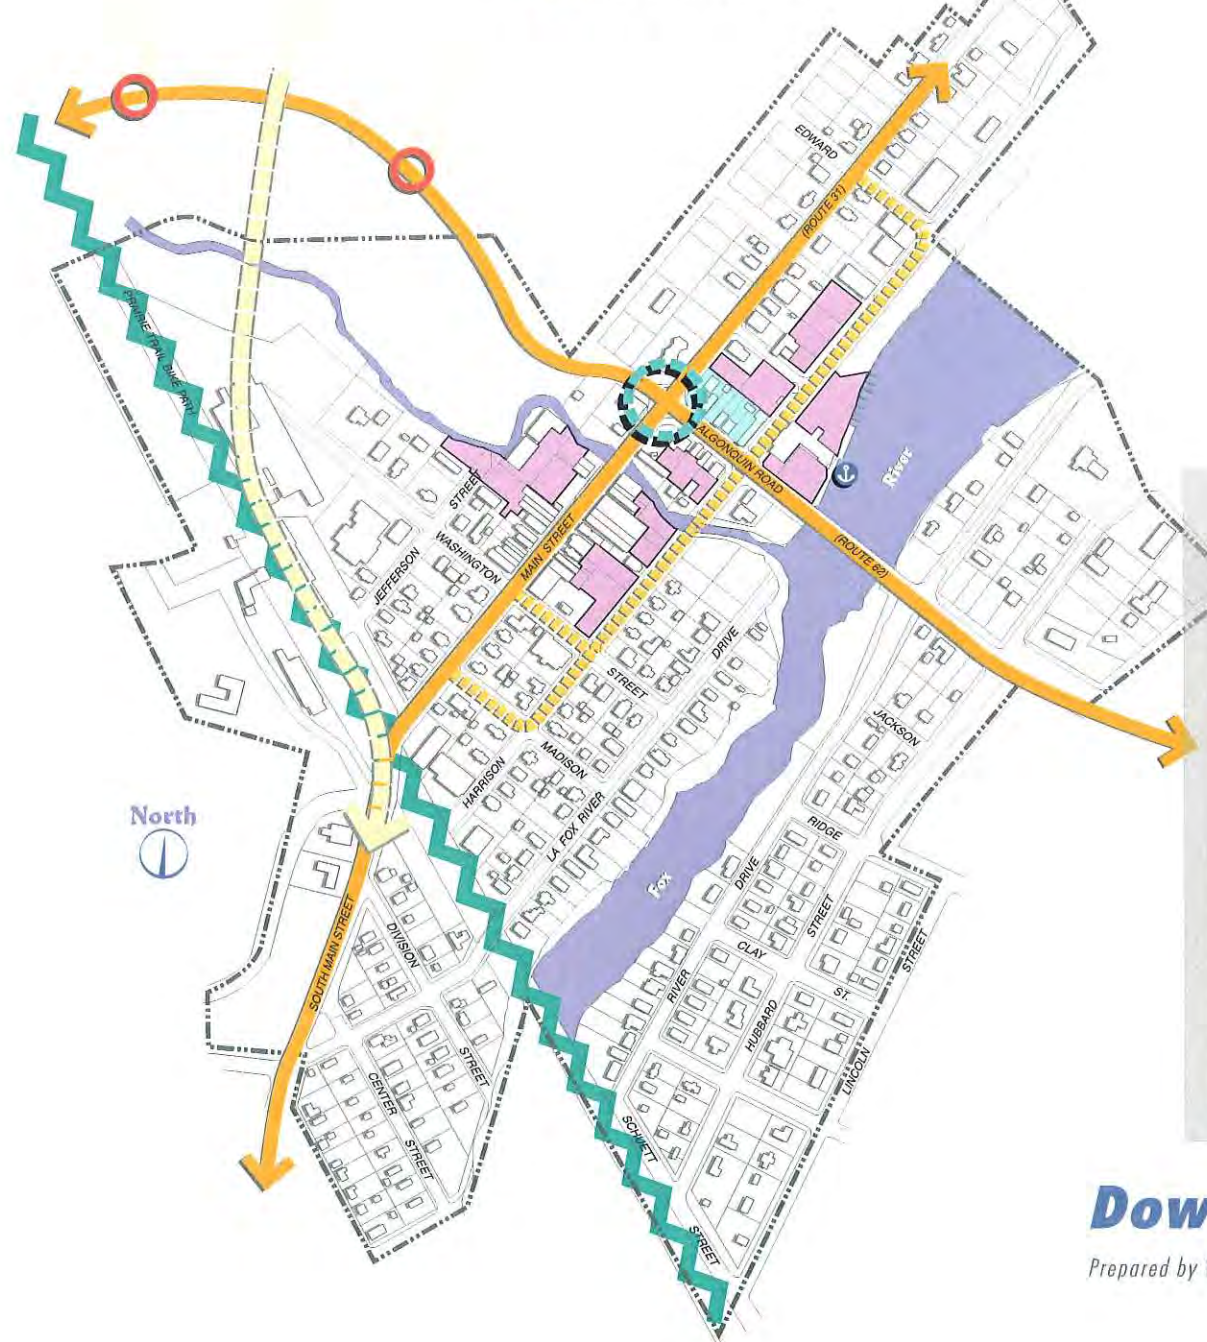 EDWARD
(ROUTE 31)
PRAIRIE TRAIL BIKE PATH
ALGONQUIN ROAD
River
STREET
MAIN STREET
WASHINGTON
JEFFERSON
(ROUTE 62)
DRIVE
STREET
JACKSON
MADISON
HARRISON
LA FOX RIVER
North
RIDGE
Fox
DRIVE
STREET
SOUTH MAIN STREET
DIVISION
CLAY
STREET
RIVER
ST.
HUBBARD
STREET
LINCOLN
CENTER
STREET
SCHUETT
STREET
Dow
Prepared by